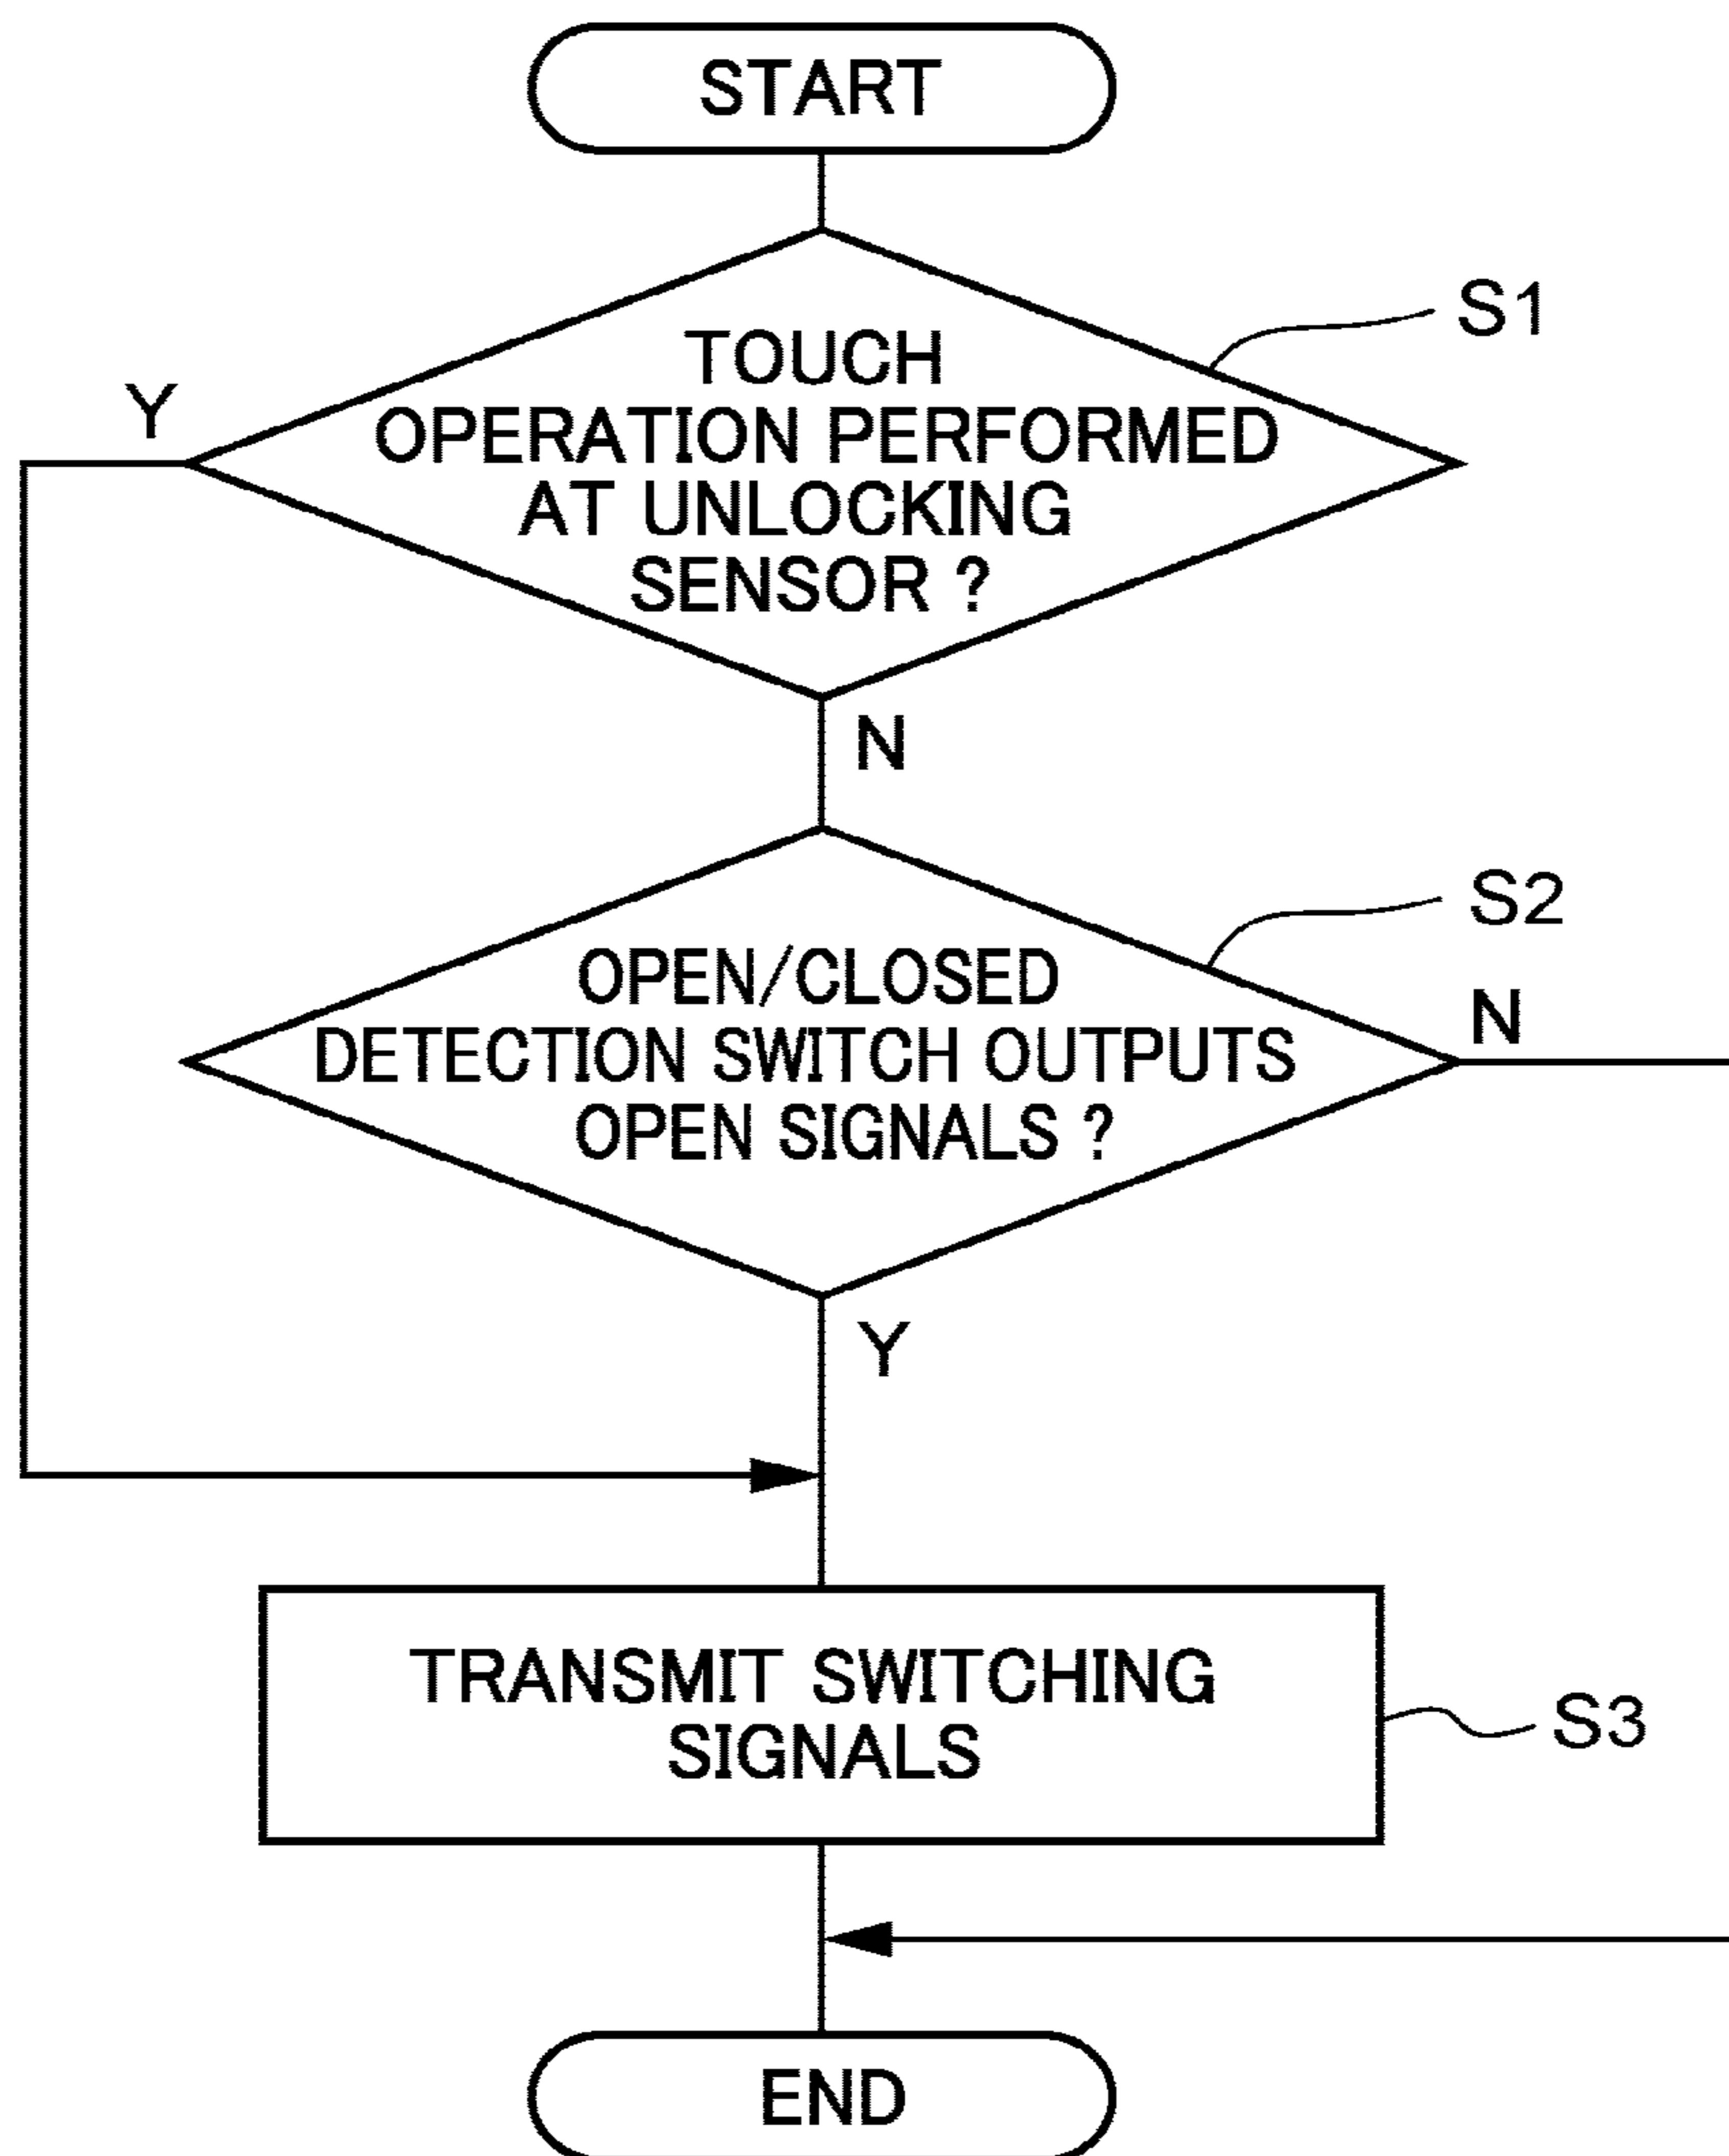 START
S1
TOUCH
Y
OPERATION PERFORMED
AT UNLOCKING
SENSOR ?
N
S2
OPEN/CLOSED
N
DETECTION SWITCH OUTPUTS
OPEN SIGNALS ?
Y
TRANSMIT SWITCHING
SIGNALS
S3
END